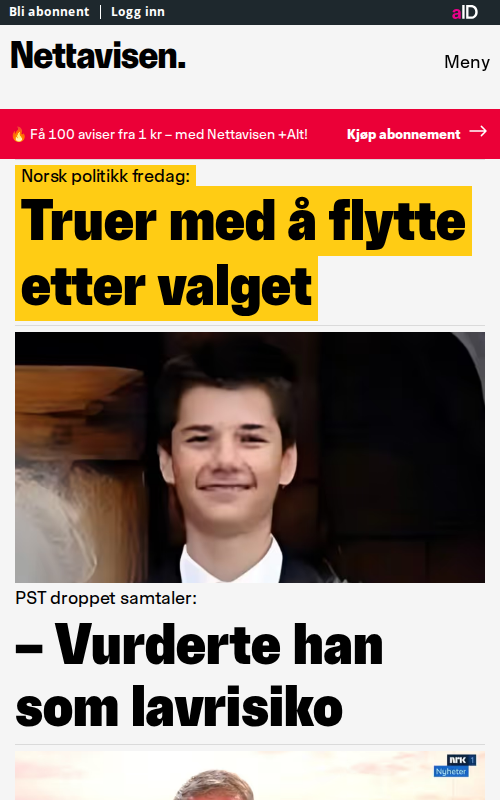 Bli abonnent | Logg inn
aID
Nettavisen.
Meny
🔥 Få 100 aviser fra 1 kr – med Nettavisen +Alt!
Kjøp abonnement →
Norsk politikk fredag:
Truer med å flytte
etter valget
PST droppet samtaler:
– Vurderte han
som lavrisiko
NRK 1
Nyheter